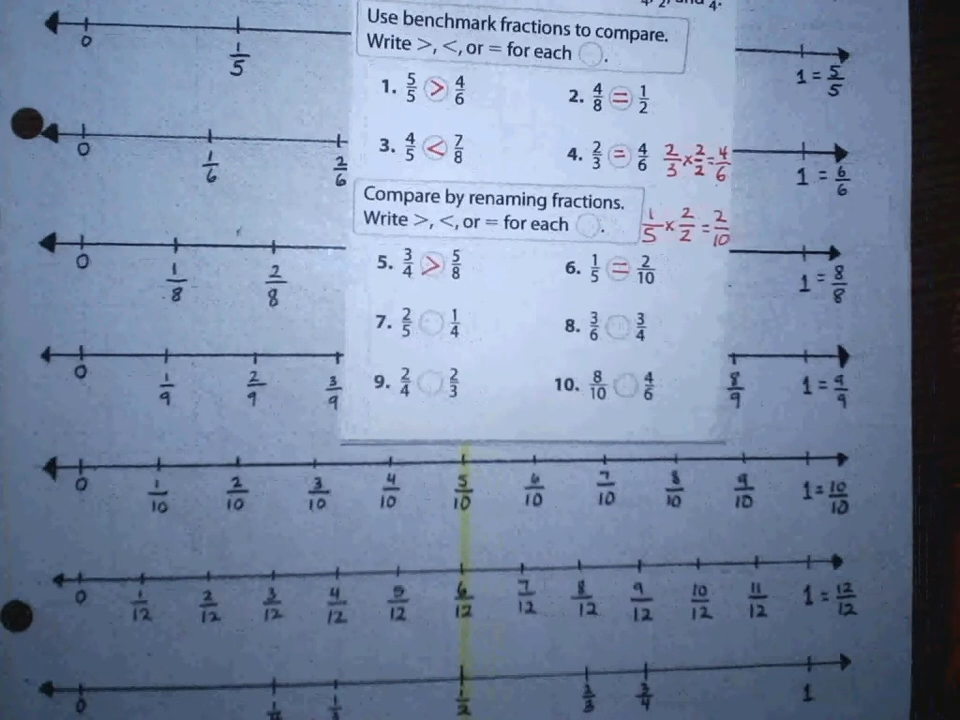 4, 2, and 4.
Use benchmark fractions to compare.
Write >, <, or = for each ○.
1. 5/5 > 4/6
2. 4/8 = 1/2
3. 4/5 < 7/8
4. 2/3 = 4/6 2/3 × 2/2 = 4/6
Compare by renaming fractions.
Write >, <, or = for each ○.
1/5 × 2/2 = 2/10
5. 3/4 > 5/8
6. 1/5 = 2/10
7. 2/5 ○ 1/4
8. 3/6 ○ 3/4
9. 2/4 ○ 2/3
10. 8/10 ○ 4/6
0 1/5 1 = 5/5
0 1/6 2/6 1 = 6/6
0 1/8 2/8 1 = 8/8
0 1/9 2/9 3/9 8/9 1 = 9/9
0 1/10 2/10 3/10 4/10 5/10 6/10 7/10 8/10 9/10 1 = 10/10
0 1/12 2/12 3/12 4/12 5/12 6/12 7/12 8/12 9/12 10/12 11/12 1 = 12/12
0 1/2 2/3 3/4 1